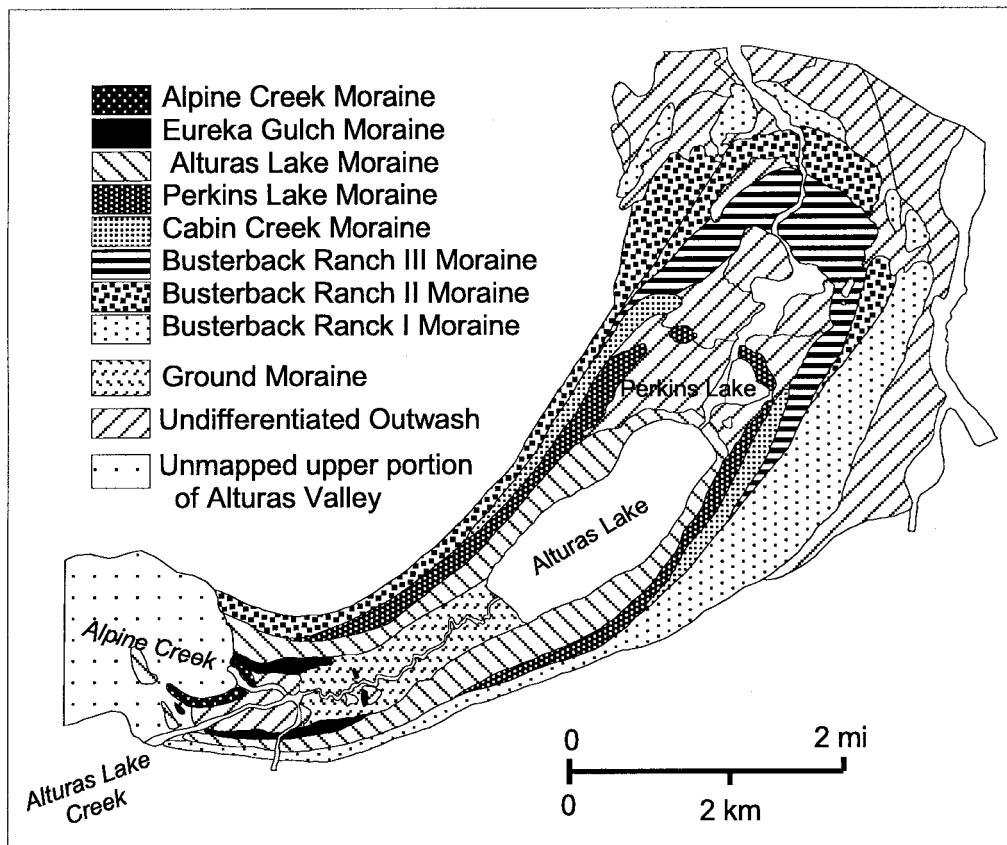 Alpine Creek Moraine
Eureka Gulch Moraine
Alturas Lake Moraine
Perkins Lake Moraine
Cabin Creek Moraine
Busterback Ranch III Moraine
Busterback Ranch II Moraine
Busterback Ranck I Moraine
Ground Moraine
Undifferentiated Outwash
Unmapped upper portion
of Alturas Valley
Perkins Lake
Alturas Lake
Alpine Creek
Alturas Lake
Creek
0
2 mi
0
2 km